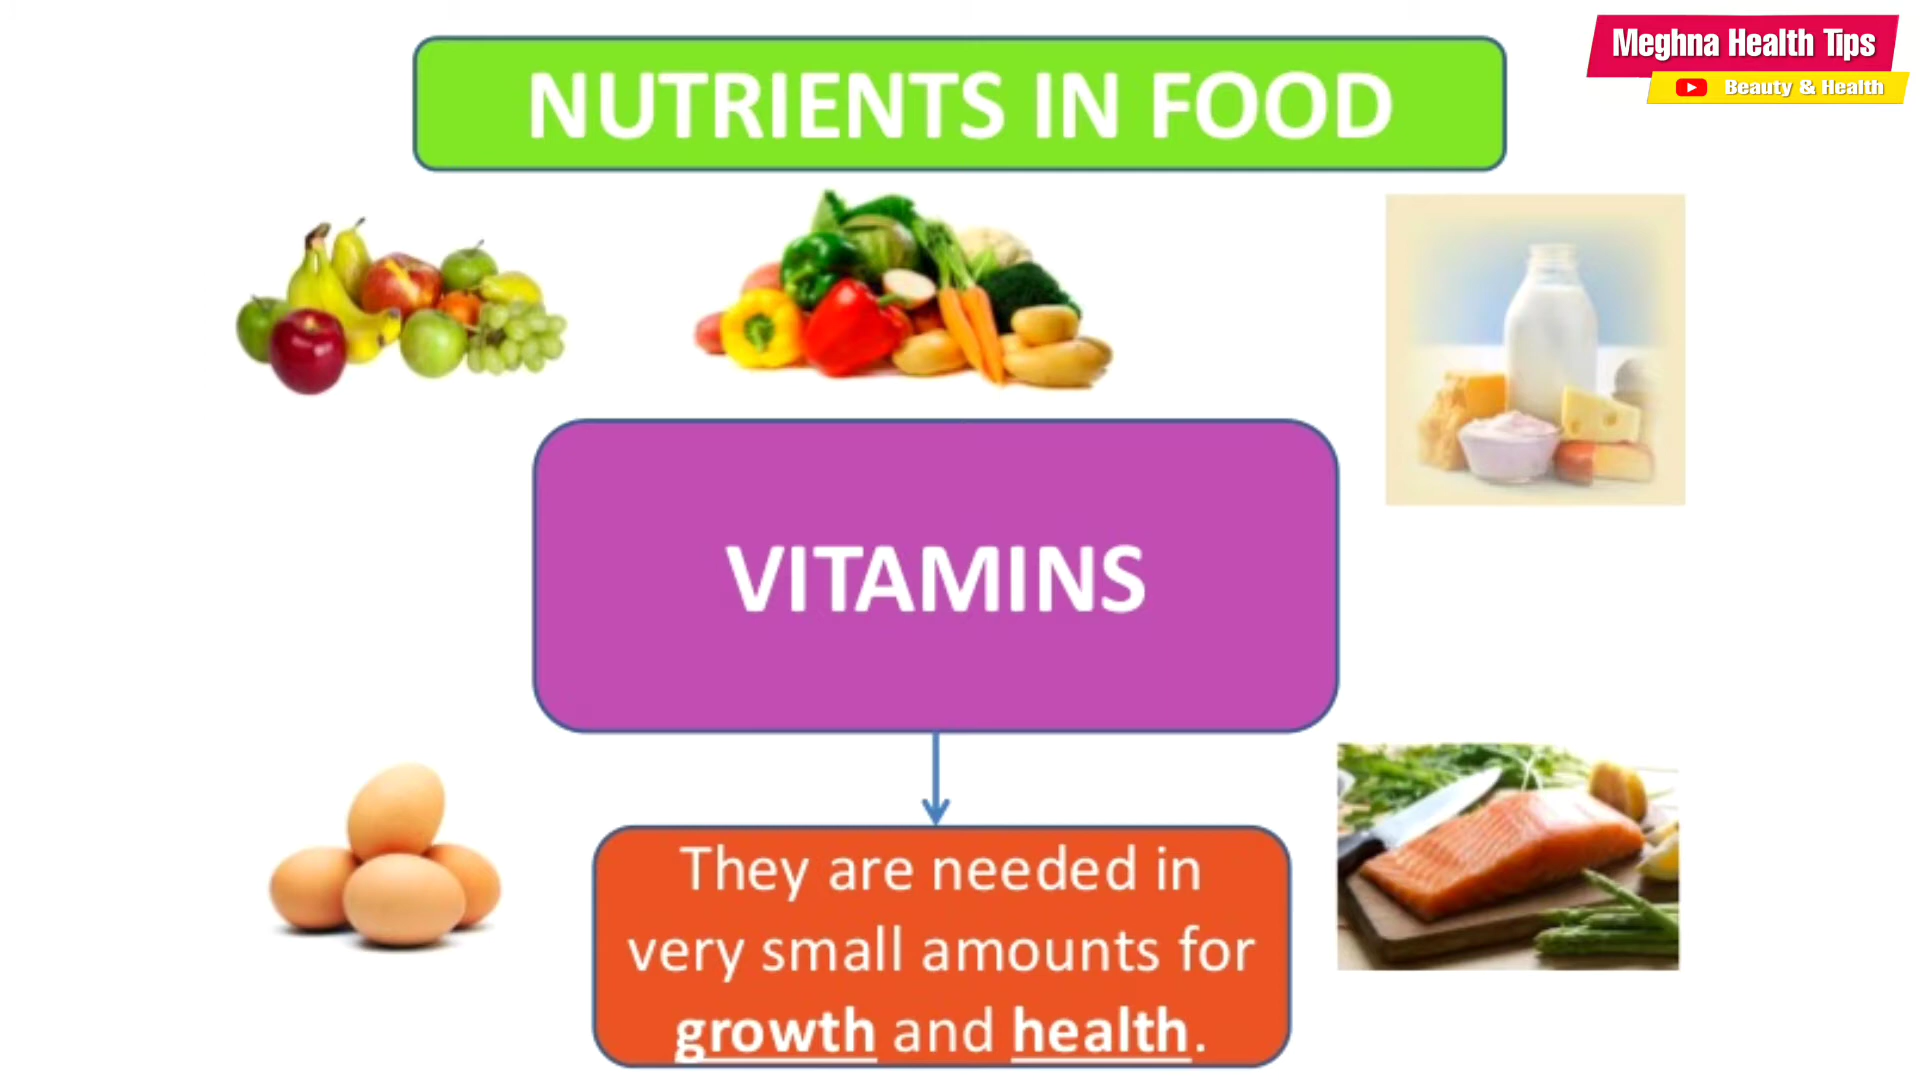 NUTRIENTS IN FOOD
Meghna Health Tips
Beauty & Health
VITAMINS
They are needed in
very small amounts for
growth and health.